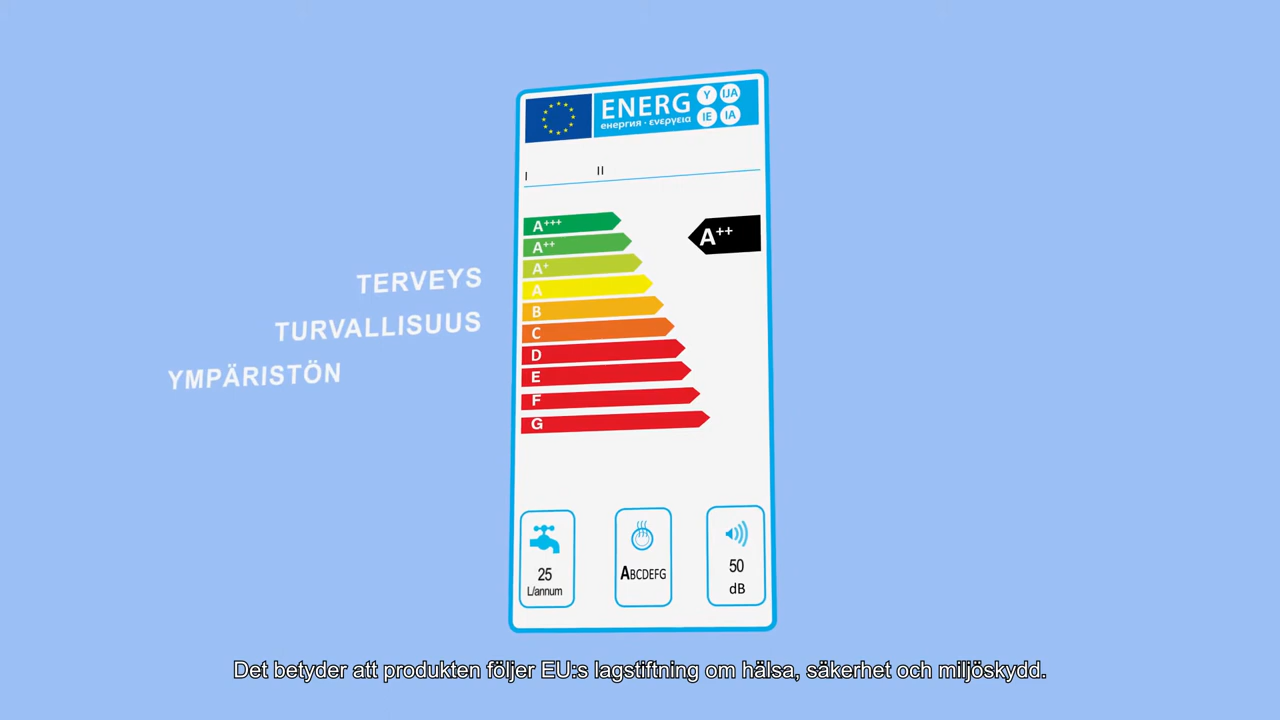 ENERG
енергия · ενεργεια
Y
IJA
IE
IA
I
II
A+++
A++
A+
A
B
C
D
E
F
G
A++
TERVEYS
TURVALLISUUS
YMPÄRISTÖN
25
L/annum
ABCDEFG
50
dB
Det betyder att produkten följer EU:s lagstiftning om hälsa, säkerhet och miljöskydd.